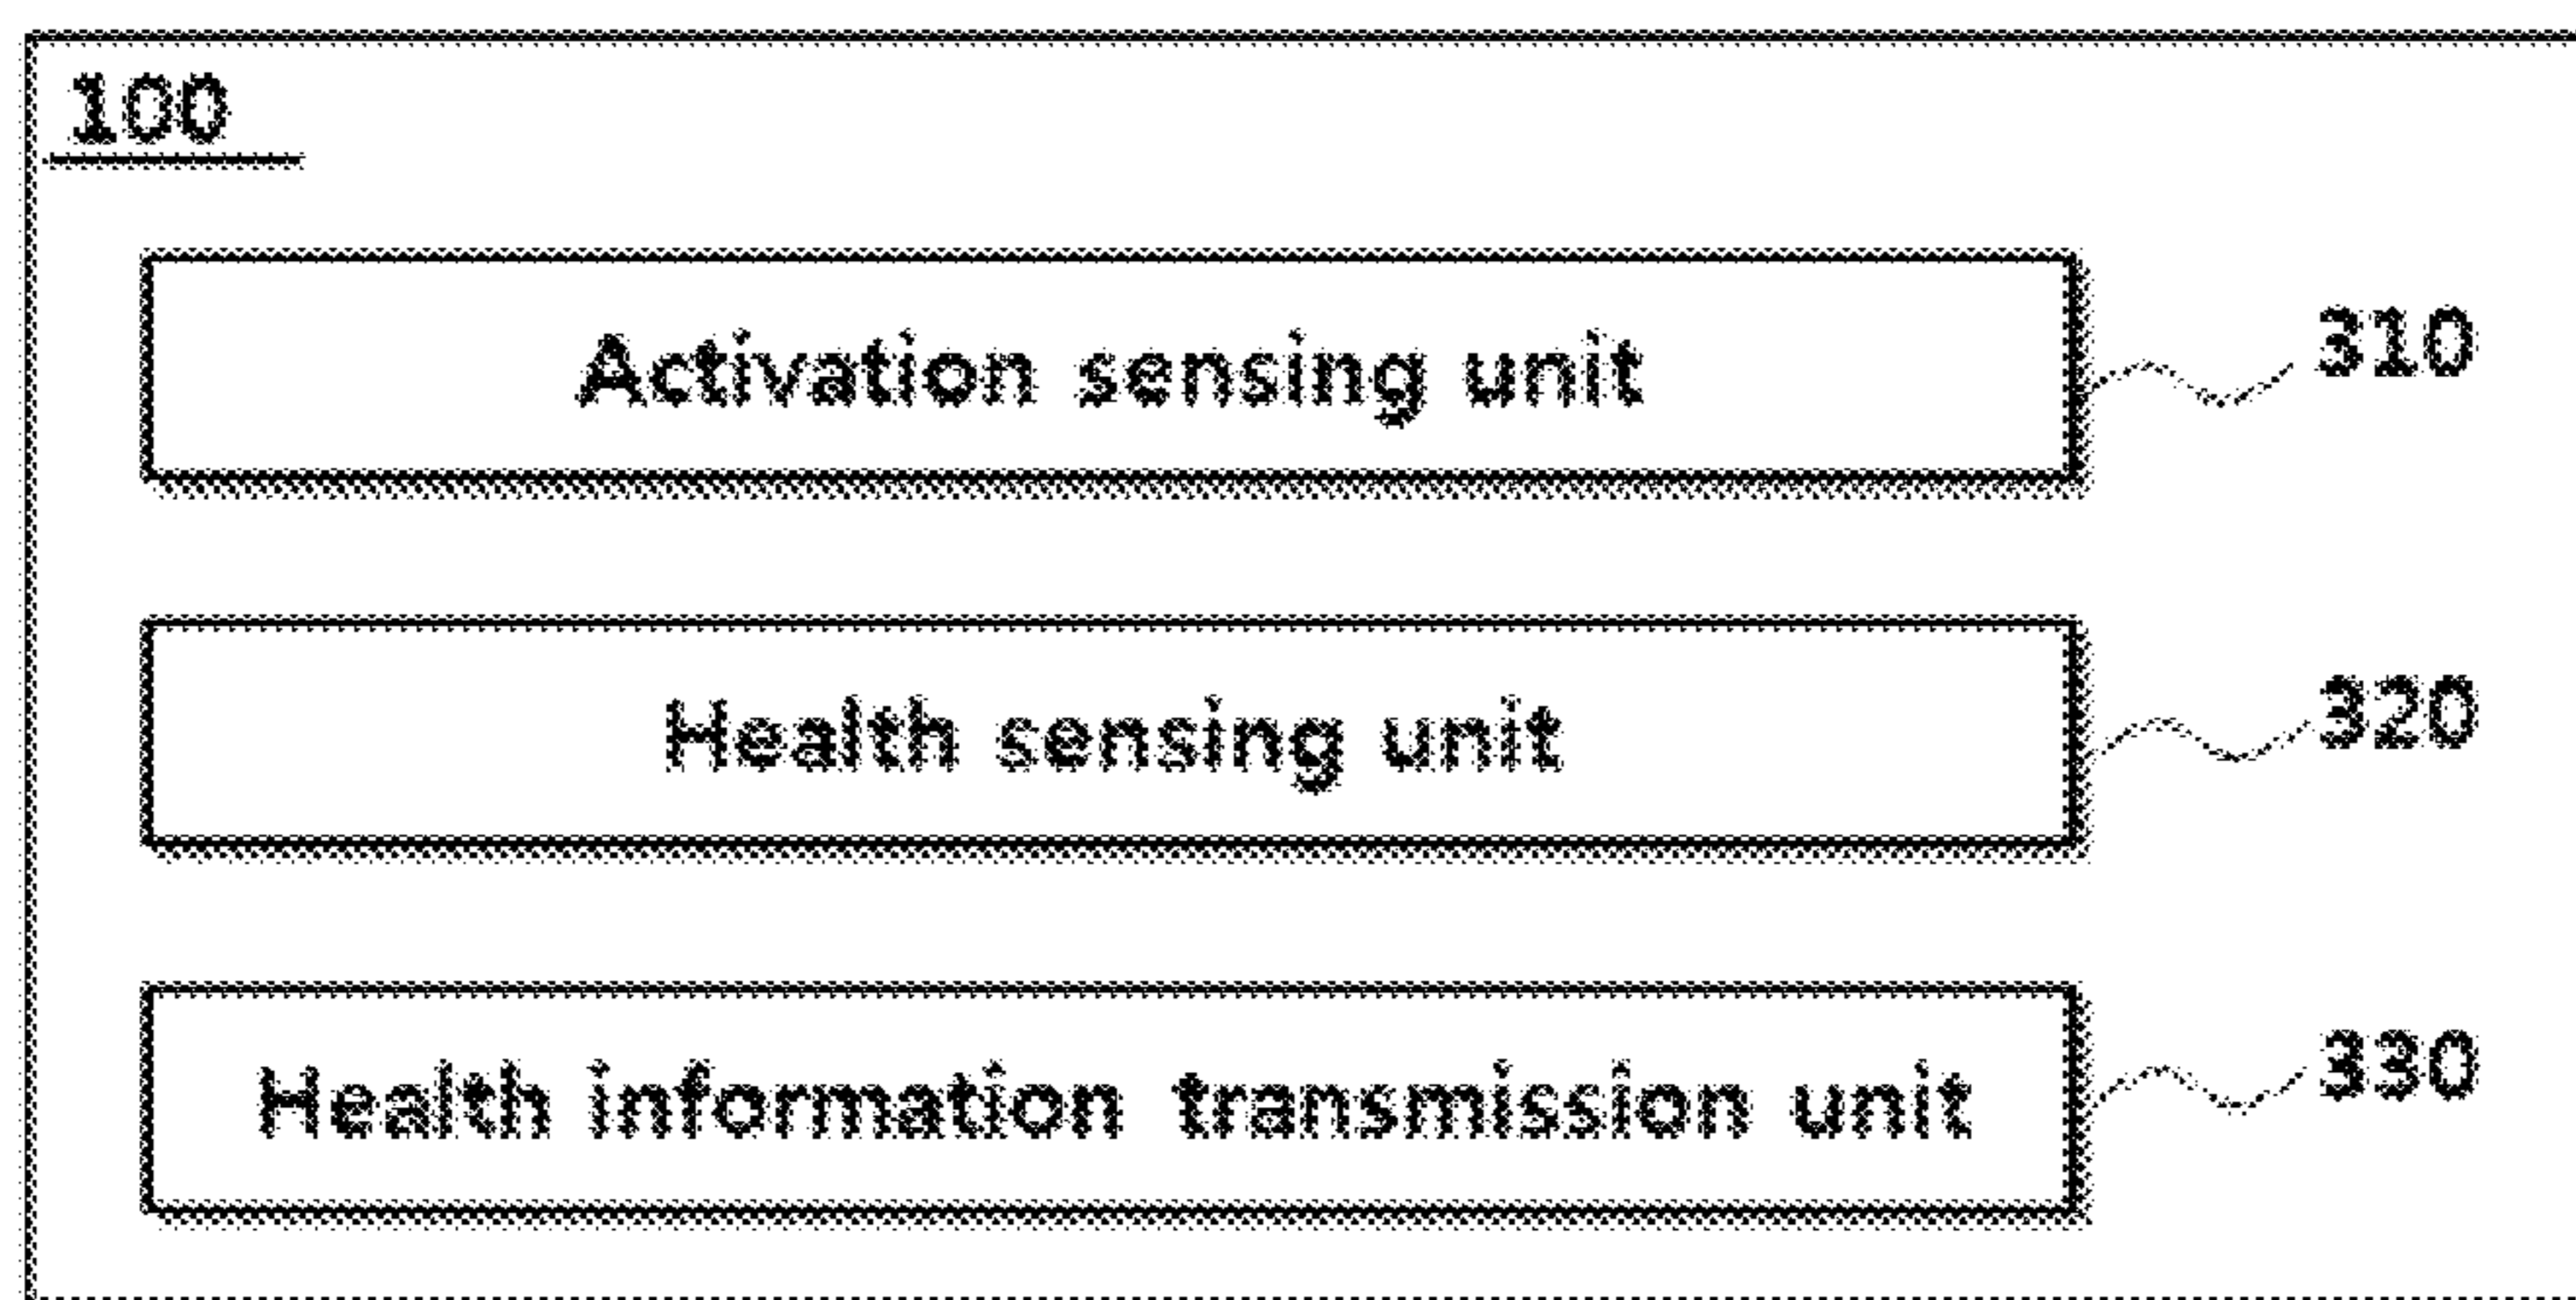 100
Activation sensing unit
310
Health sensing unit
320
Health information transmission unit
330